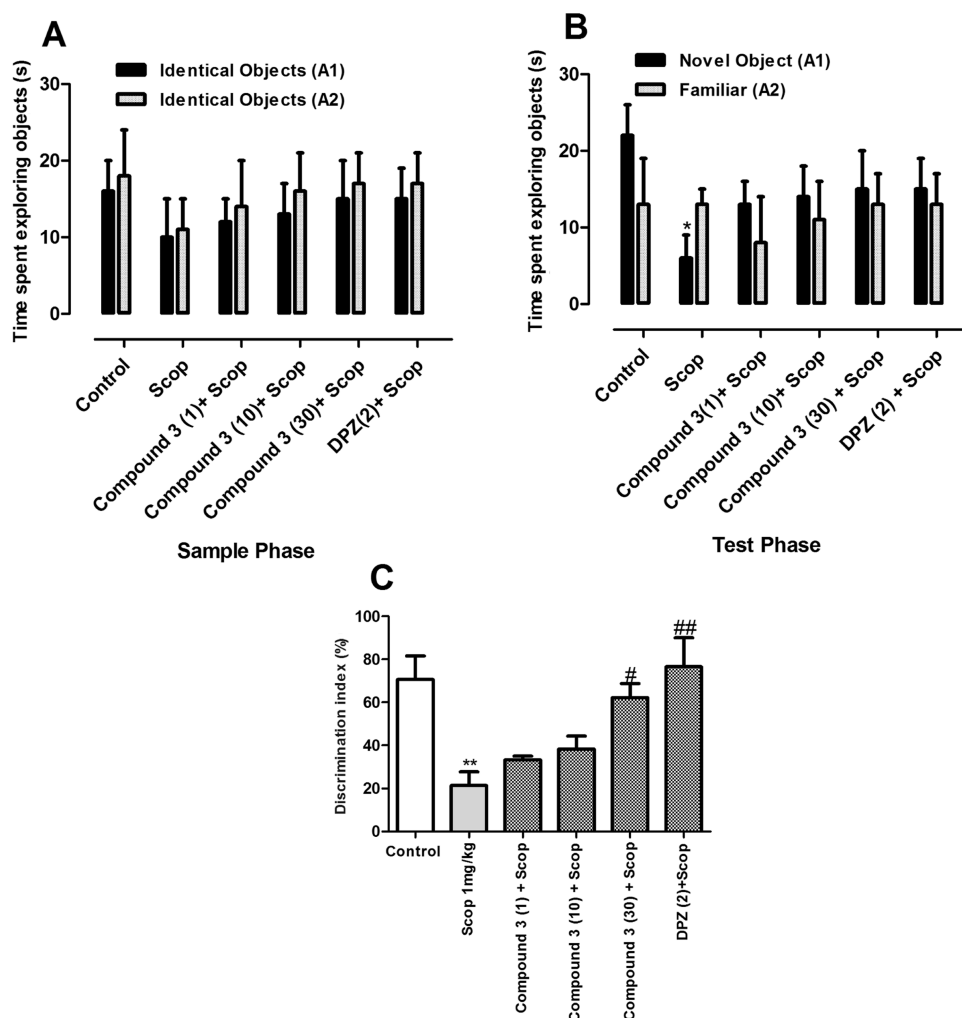 A
Identical Objects (A1)
Identical Objects (A2)
Time spent exploring objects (s)
30
20
10
0
Control
Scop
Compound 3 (1)+ Scop
Compound 3 (10)+ Scop
Compound 3 (30)+ Scop
DPZ(2)+ Scop
Sample Phase
B
Novel Object (A1)
Familiar (A2)
Time spent exploring objects (s)
30
20
10
0
*
Control
Scop
Compound 3(1)+ Scop
Compound 3 (10)+ Scop
Compound 3 (30) + Scop
DPZ (2) + Scop
Test Phase
C
Discrimination index (%)
100
80
60
40
20
0
**
#
##
Control
Scop 1mg/kg
Compound 3 (1) + Scop
Compound 3 (10) + Scop
Compound 3 (30) + Scop
DPZ (2)+Scop